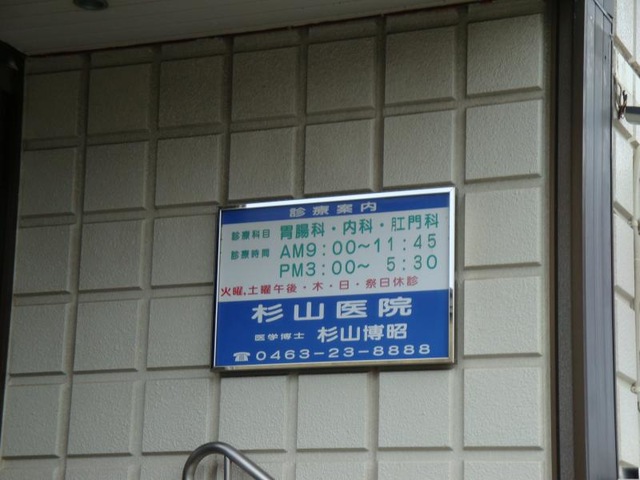 診療案内
診療科目 胃腸科・内科・肛門科
診療時間 AM9:00～11:45
PM3:00～ 5:30
火曜、土曜午後・木・日・祭日休診
杉山医院
医学博士 杉山博昭
☎0463-23-8888